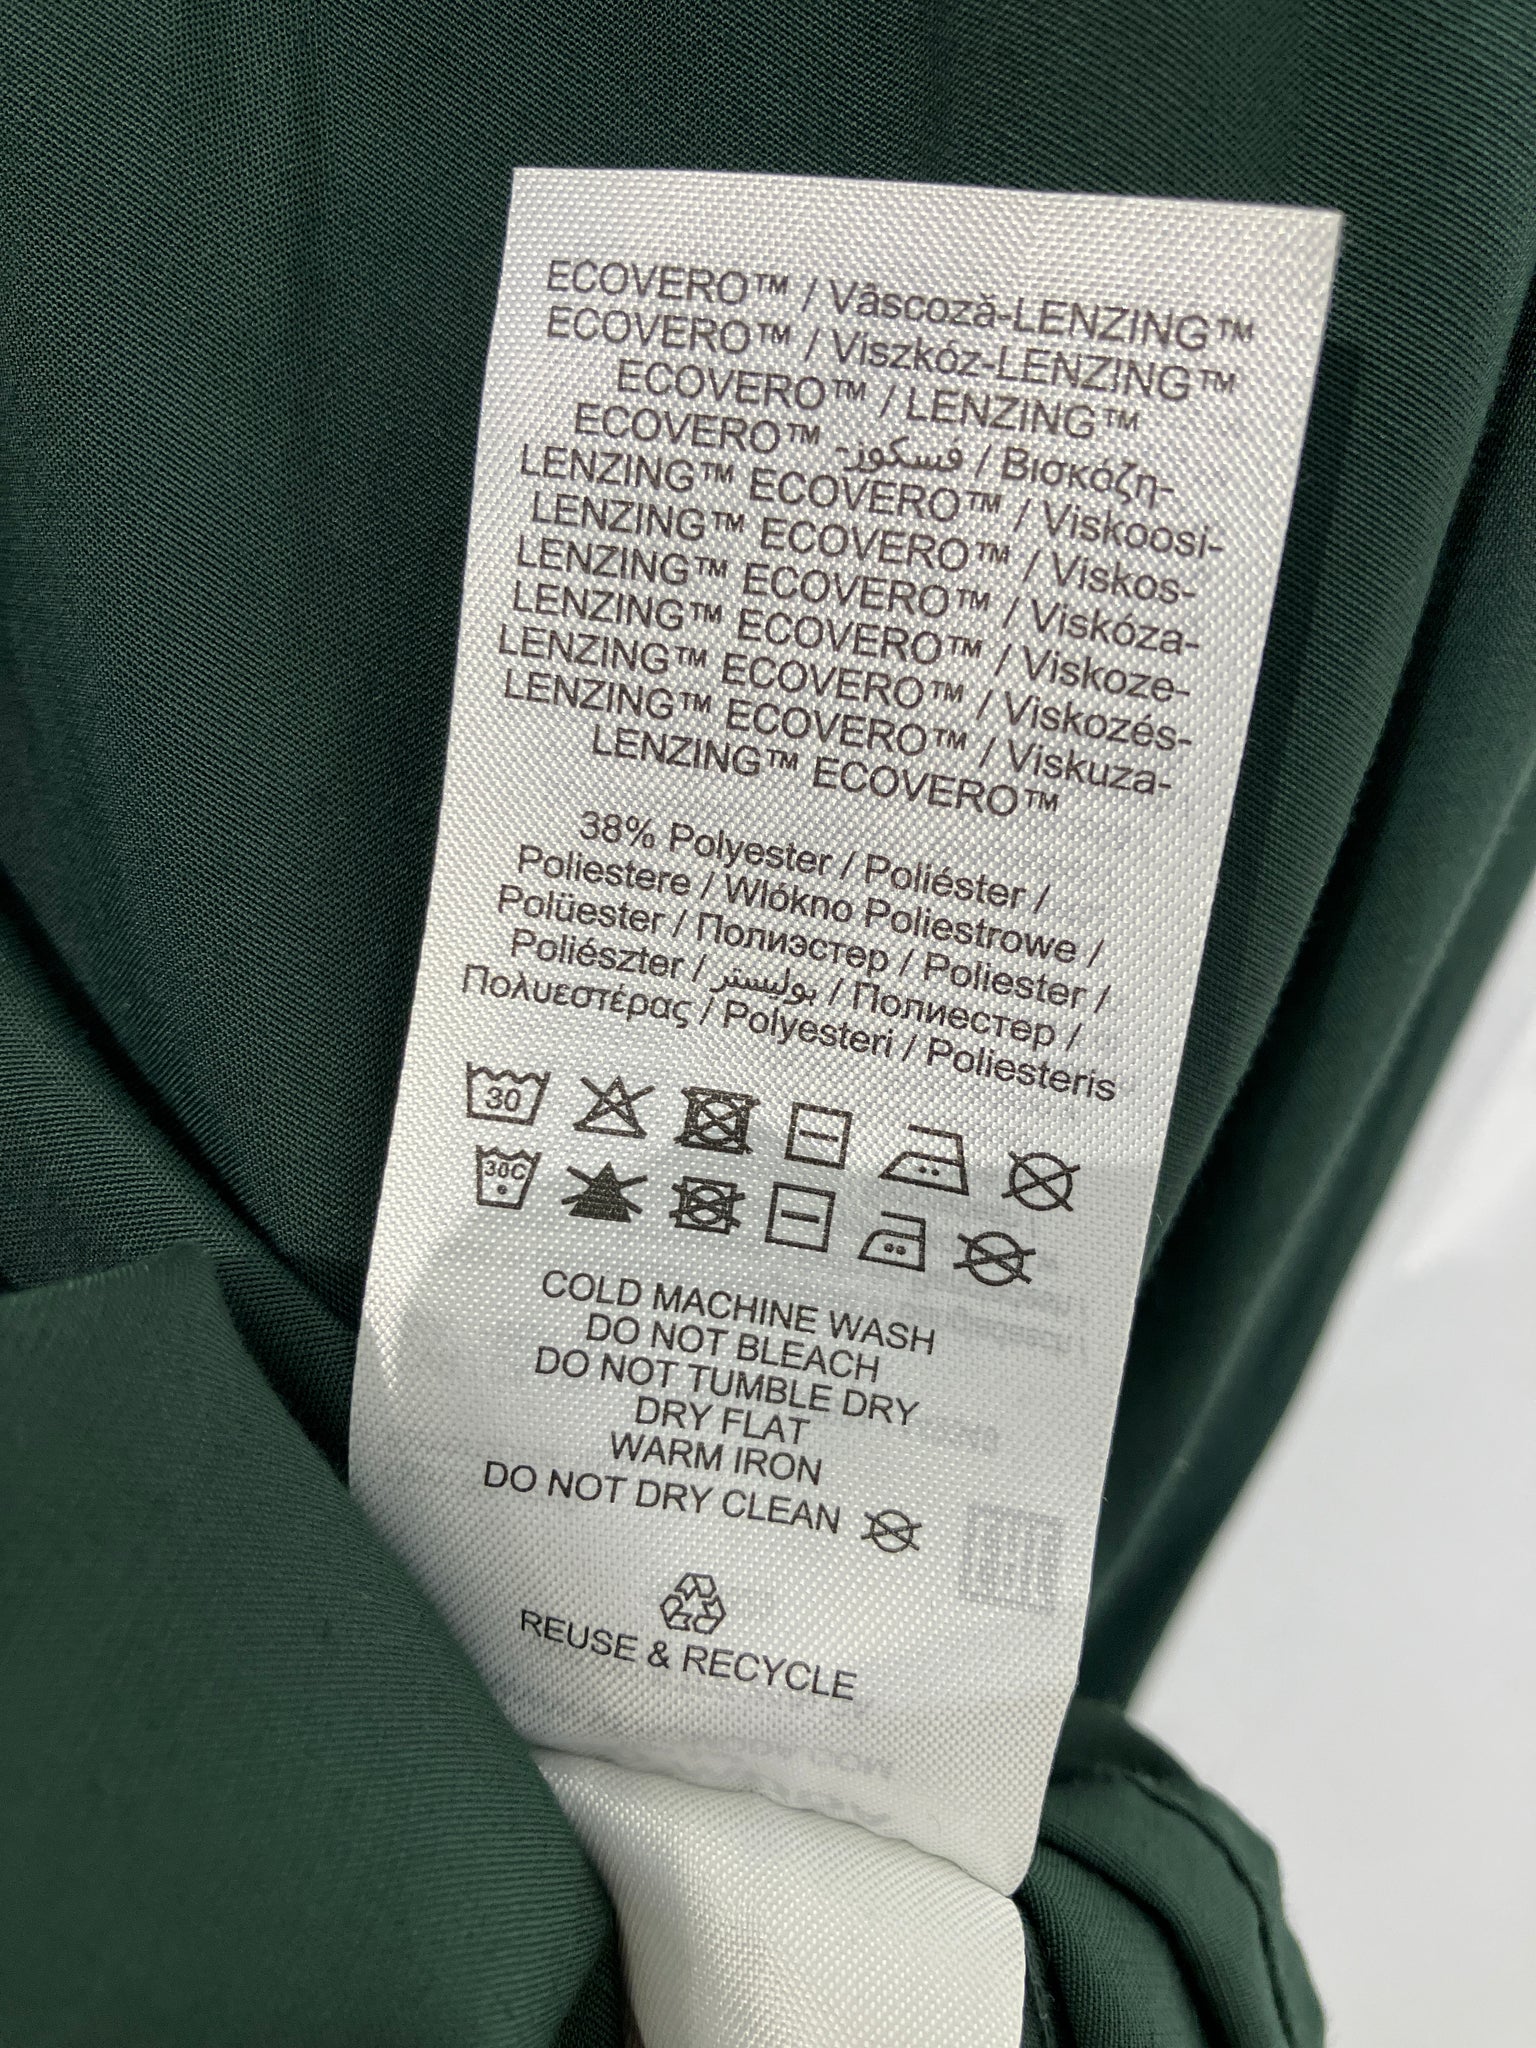 ECOVERO™ / Vâscoză-LENZING™
ECOVERO™ / Viszkóz-LENZING™
ECOVERO™ / LENZING™
ECOVERO™ -فسكوز / Βισκόζη-
LENZING™ ECOVERO™ / Viskoosi-
LENZING™ ECOVERO™ / Viskos-
LENZING™ ECOVERO™ / Viskóza-
LENZING™ ECOVERO™ / Viskoze-
LENZING™ ECOVERO™ / Viskozés-
LENZING™ ECOVERO™ / Viskuza-
LENZING™ ECOVERO™
38% Polyester / Poliéster /
Poliestere / Wlókno Poliestrowe /
Polüester / Полиэстер / Poliester /
Poliészter / بوليستر / Полиестер /
Πολυεστέρας / Polyesteri / Poliesteris
30
30C
COLD MACHINE WASH
DO NOT BLEACH
DO NOT TUMBLE DRY
DRY FLAT
WARM IRON
DO NOT DRY CLEAN
REUSE & RECYCLE